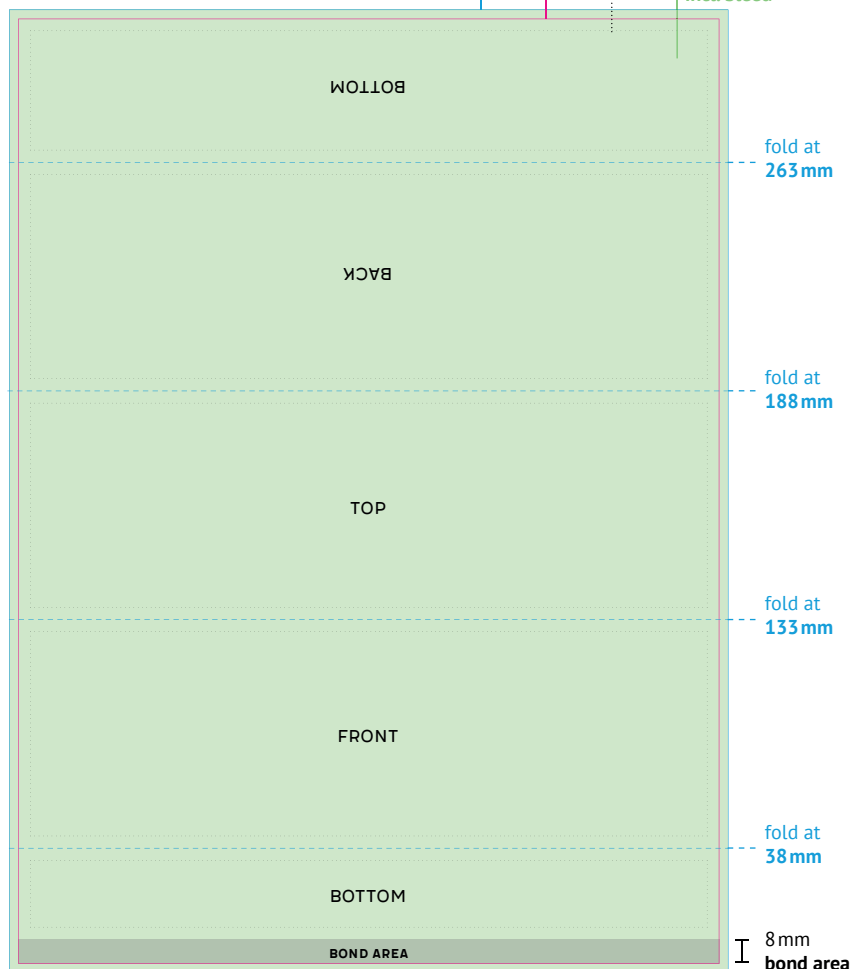 BOTTOM
fold at
263 mm
BACK
fold at
188 mm
TOP
fold at
133 mm
FRONT
fold at
38 mm
BOTTOM
8 mm
bond area
BOND AREA